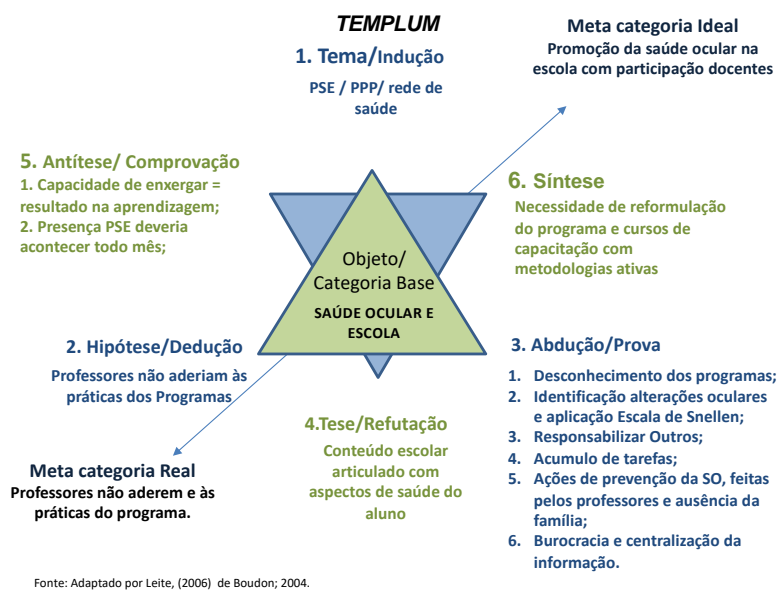 TEMPLUM
1. Tema/Indução
PSE / PPP/ rede de
saúde
Meta categoria Ideal
Promoção da saúde ocular na
escola com participação docentes
5. Antítese/ Comprovação
1. Capacidade de enxergar =
resultado na aprendizagem;
2. Presença PSE deveria
acontecer todo mês;
6. Síntese
Necessidade de reformulação
do programa e cursos de
capacitação com
metodologias ativas
Objeto/
Categoria Base
SAÚDE OCULAR E
ESCOLA
2. Hipótese/Dedução
Professores não aderiam às
práticas dos Programas
3. Abdução/Prova
1. Desconhecimento dos programas;
2. Identificação alterações oculares
e aplicação Escala de Snellen;
3. Responsabilizar Outros;
4. Acumulo de tarefas;
5. Ações de prevenção da SO, feitas
pelos professores e ausência da
família;
6. Burocracia e centralização da
informação.
4.Tese/Refutação
Conteúdo escolar
articulado com
aspectos de saúde do
aluno
Meta categoria Real
Professores não aderem e às
práticas do programa.
Fonte: Adaptado por Leite, (2006) de Boudon; 2004.